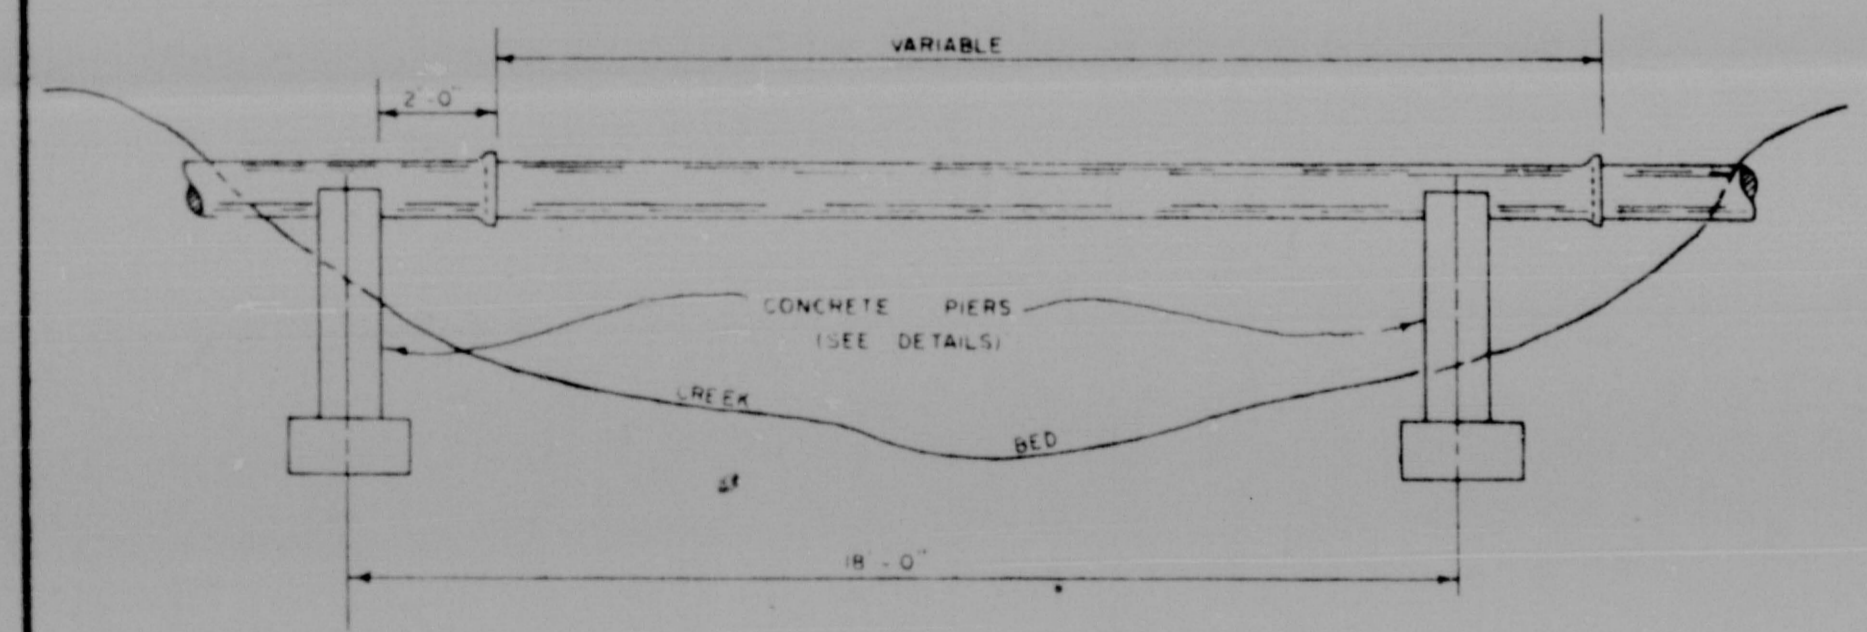 VARIABLE
2'-0"
CONCRETE PIERS
(SEE DETAILS)
CREEK
BED
18'-0"